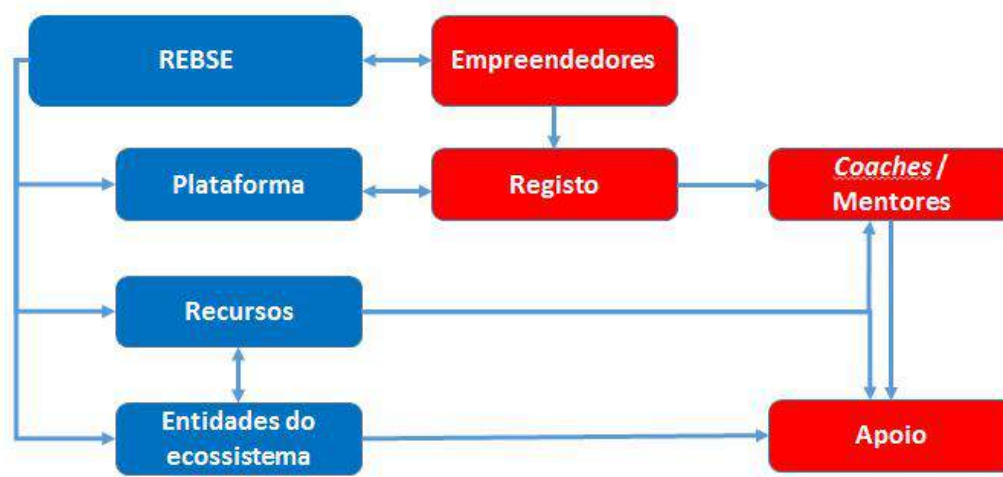 REBSE
Empreendedores
Plataforma
Registo
Coaches /
Mentores
Recursos
Entidades do
ecossistema
Apoio